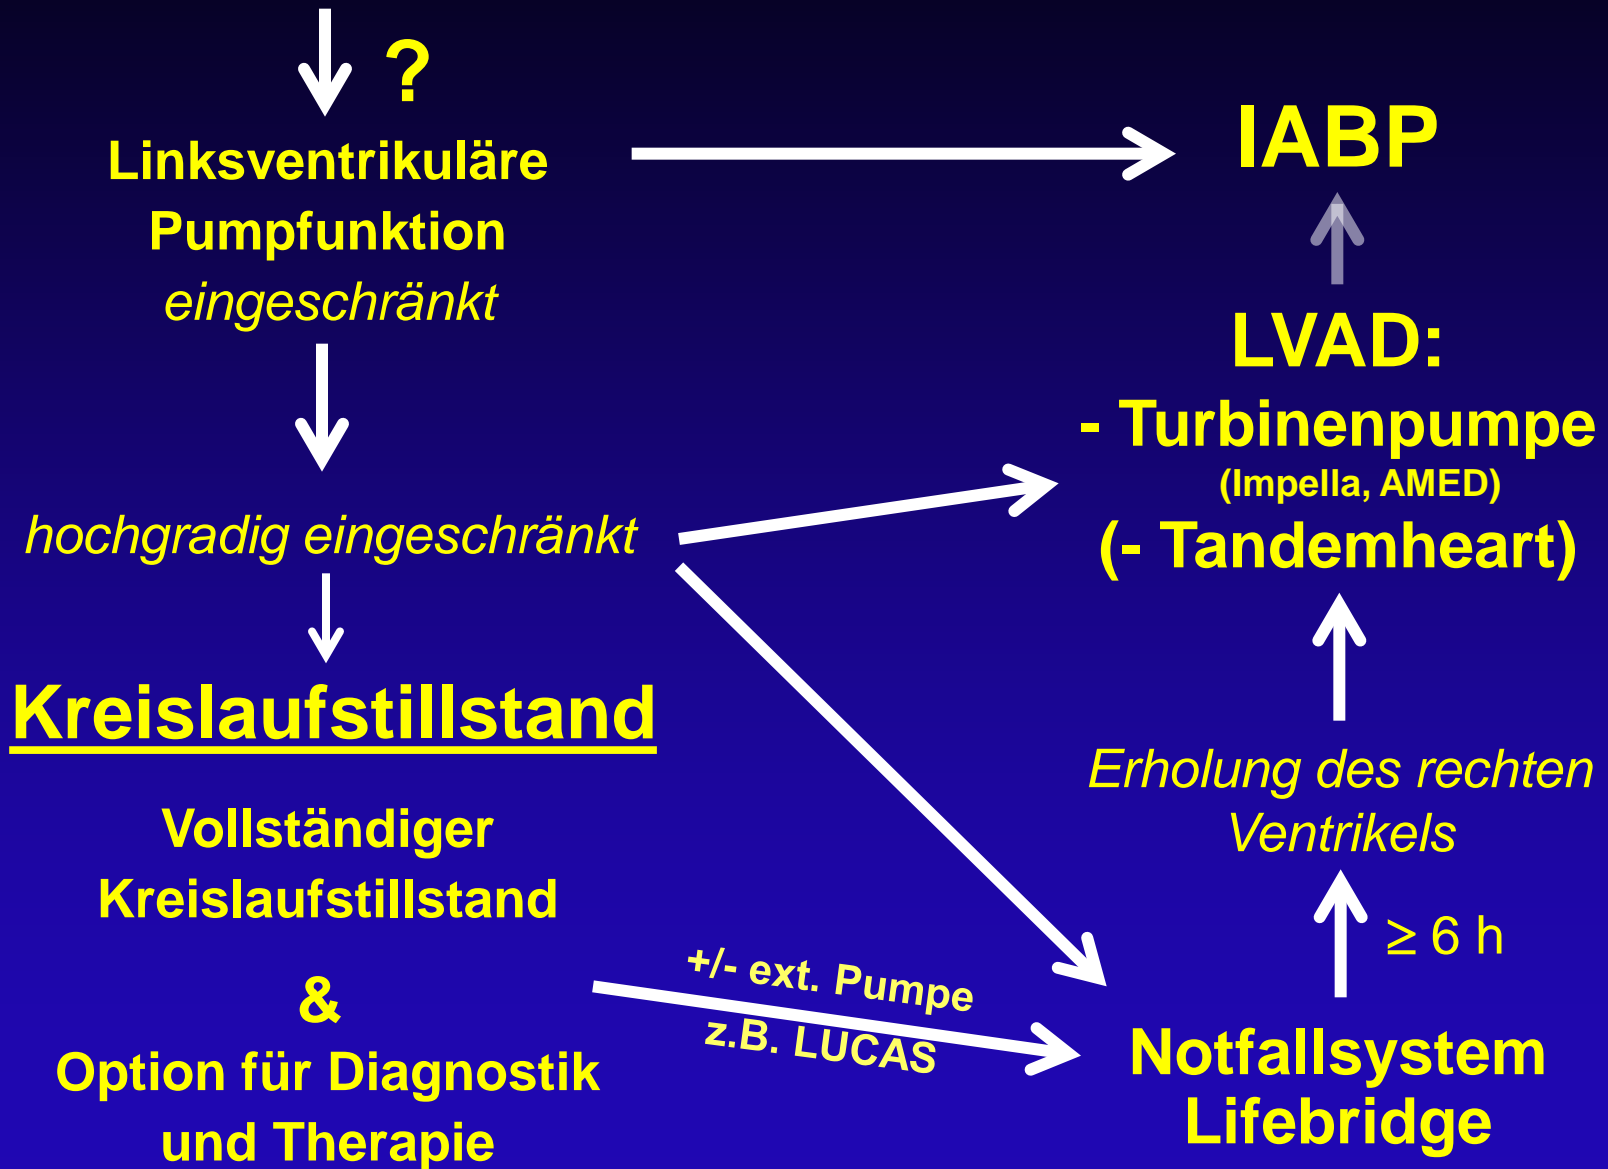 ?
Linksventrikuläre
Pumpfunktion
eingeschränkt
hochgradig eingeschränkt
Kreislaufstillstand
Vollständiger
Kreislaufstillstand
&
Option für Diagnostik
und Therapie
+/- ext. Pumpe
z.B. LUCAS
IABP
LVAD:
- Turbinenpumpe
(Impella, AMED)
(- Tandemheart)
Erholung des rechten
Ventrikels
≥ 6 h
Notfallsystem
Lifebridge